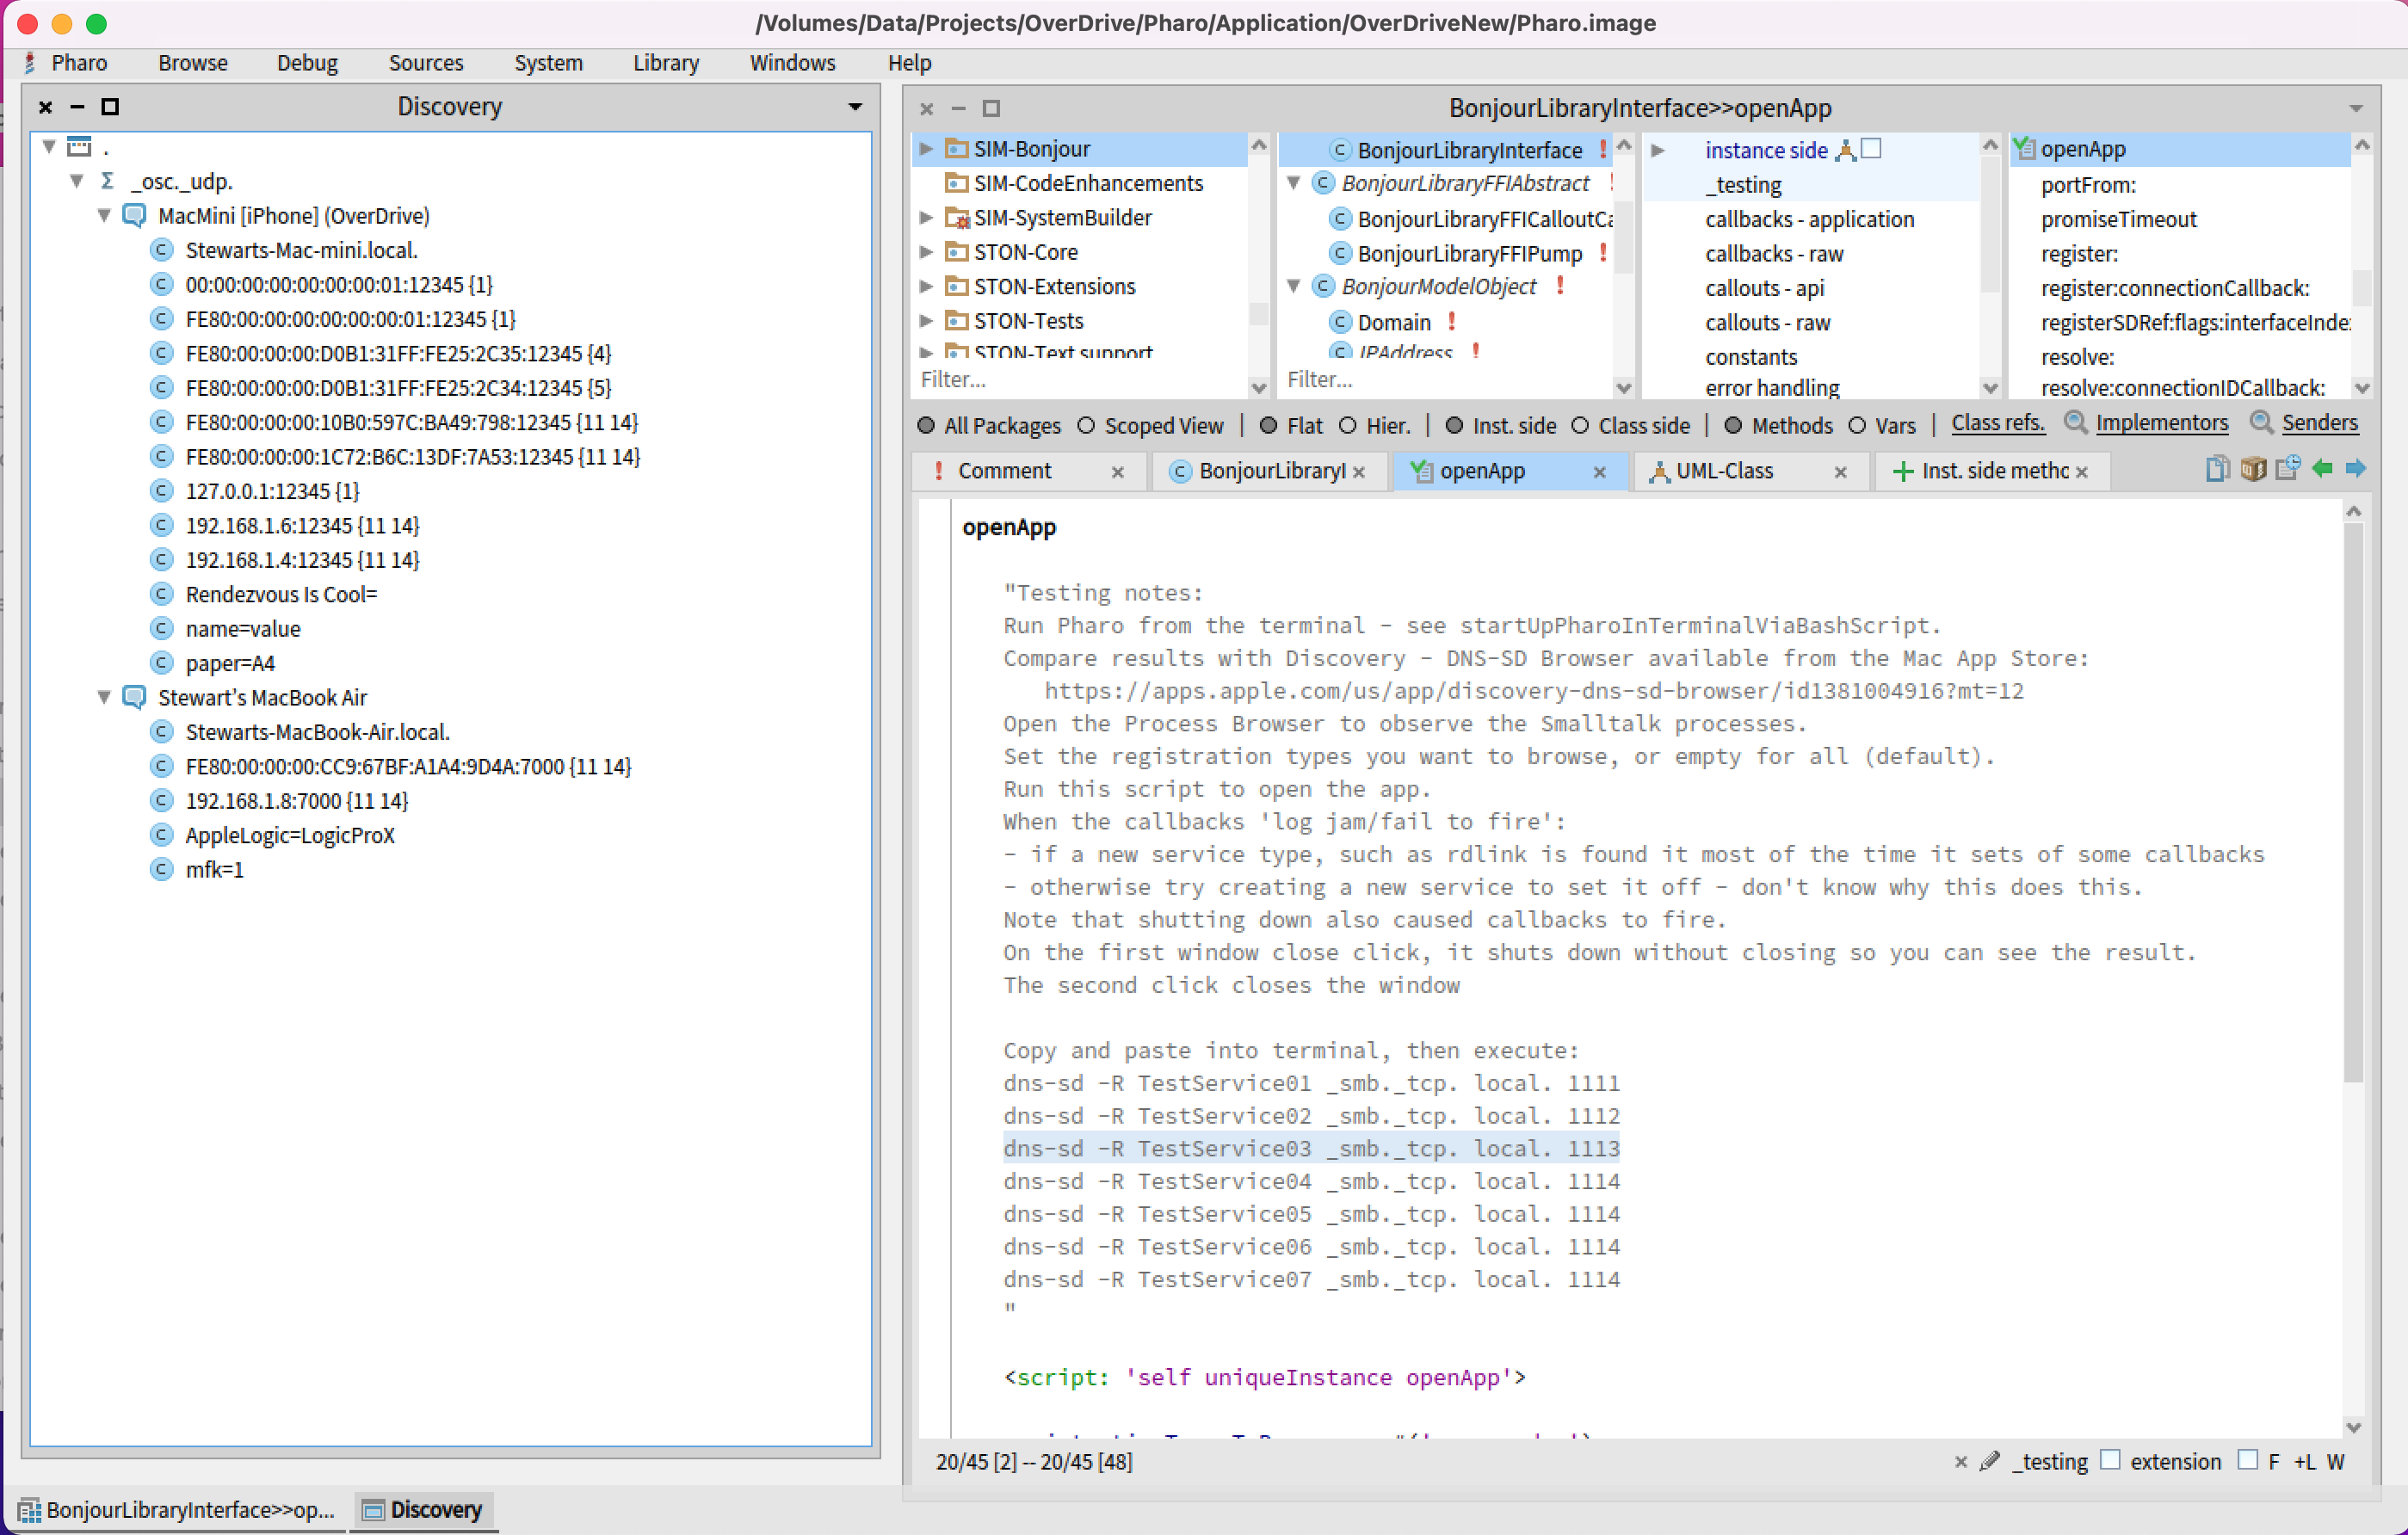 /Volumes/Data/Projects/OverDrive/Pharo/Application/OverDriveNew/Pharo.image
Pharo Browse Debug Sources System Library Windows Help
Discovery
.
_osc._udp.
MacMini [iPhone] (OverDrive)
Stewarts-Mac-mini.local.
00:00:00:00:00:00:00:01:12345 {1}
FE80:00:00:00:00:00:00:01:12345 {1}
FE80:00:00:00:D0B1:31FF:FE25:2C35:12345 {4}
FE80:00:00:00:D0B1:31FF:FE25:2C34:12345 {5}
FE80:00:00:00:10B0:597C:BA49:798:12345 {11 14}
FE80:00:00:00:1C72:B6C:13DF:7A53:12345 {11 14}
127.0.0.1:12345 {1}
192.168.1.6:12345 {11 14}
192.168.1.4:12345 {11 14}
Rendezvous Is Cool=
name=value
paper=A4
Stewart's MacBook Air
Stewarts-MacBook-Air.local.
FE80:00:00:00:CC9:67BF:A1A4:9D4A:7000 {11 14}
192.168.1.8:7000 {11 14}
AppleLogic=LogicProX
mfk=1
BonjourLibraryInterface>>openApp
SIM-Bonjour
SIM-CodeEnhancements
SIM-SystemBuilder
STON-Core
STON-Extensions
STON-Tests
STON-Text support
Filter...
BonjourLibraryInterface
BonjourLibraryFFIAbstract
BonjourLibraryFFICalloutCa
BonjourLibraryFFIPump
BonjourModelObject
Domain
IPAddress
Filter...
instance side
_testing
callbacks - application
callbacks - raw
callouts - api
callouts - raw
constants
error handling
openApp
portFrom:
promiseTimeout
register:
register:connectionCallback:
registerSDRef:flags:interfaceInde:
resolve:
resolve:connectionIDCallback:
All Packages Scoped View | Flat Hier. | Inst. side Class side | Methods Vars | Class refs. Implementors Senders
Comment BonjourLibraryI openApp UML-Class Inst. side metho
openApp
"Testing notes:
Run Pharo from the terminal - see startUpPharoInTerminalViaBashScript.
Compare results with Discovery - DNS-SD Browser available from the Mac App Store:
https://apps.apple.com/us/app/discovery-dns-sd-browser/id1381004916?mt=12
Open the Process Browser to observe the Smalltalk processes.
Set the registration types you want to browse, or empty for all (default).
Run this script to open the app.
When the callbacks 'log jam/fail to fire':
- if a new service type, such as rdlink is found it most of the time it sets of some callbacks
- otherwise try creating a new service to set it off - don't know why this does this.
Note that shutting down also caused callbacks to fire.
On the first window close click, it shuts down without closing so you can see the result.
The second click closes the window
Copy and paste into terminal, then execute:
dns-sd -R TestService01 _smb._tcp. local. 1111
dns-sd -R TestService02 _smb._tcp. local. 1112
dns-sd -R TestService03 _smb._tcp. local. 1113
dns-sd -R TestService04 _smb._tcp. local. 1114
dns-sd -R TestService05 _smb._tcp. local. 1114
dns-sd -R TestService06 _smb._tcp. local. 1114
dns-sd -R TestService07 _smb._tcp. local. 1114
"
<script: 'self uniqueInstance openApp'>
20/45 [2] -- 20/45 [48]
_testing extension F +L W
BonjourLibraryInterface>>op... Discovery